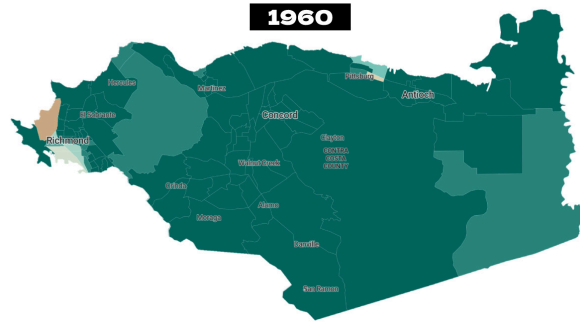 1960
Pittsburg
Hercules
Martinez
Antioch
El Sobrante
Concord
Richmond
Clayton
CONTRA
COSTA
COUNTY
Walnut Creek
Orinda
Alamo
Moraga
Danville
San Ramon